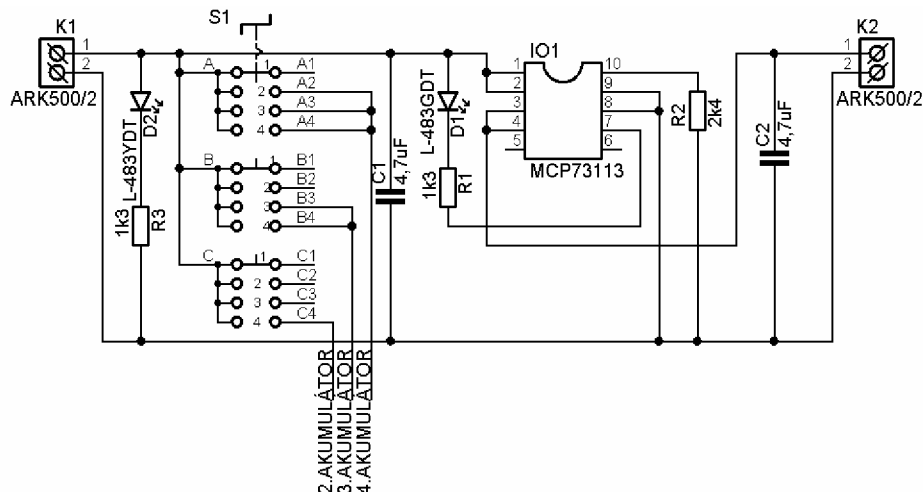 S1
K1
1
2
ARK500/2
L-483YDT
D2
1k3
R3
A
1
2
3
4
A1
A2
A3
A4
B
1
2
3
4
B1
B2
B3
B4
C
1
2
3
4
C1
C2
C3
C4
2.AKUMULÁTOR
3.AKUMULÁTOR
4.AKUMULÁTOR
C1
4,7uF
L-483GDT
D1
1k3
R1
IO1
1
2
3
4
5
10
9
8
7
6
MCP73113
R2
2k4
C2
4,7uF
K2
1
2
ARK500/2